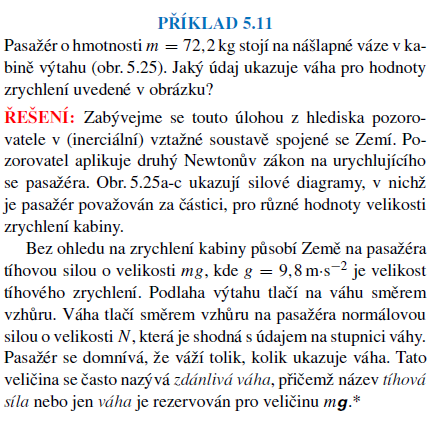 PŘÍKLAD 5.11
Pasažér o hmotnosti m = 72,2 kg stojí na nášlapné váze v ka-
bině výtahu (obr. 5.25). Jaký údaj ukazuje váha pro hodnoty
zrychlení uvedené v obrázku?
ŘEŠENÍ: Zabývejme se touto úlohou z hlediska pozoro-
vatele v (inerciální) vztažné soustavě spojené se Zemí. Po-
zorovatel aplikuje druhý Newtonův zákon na urychlujícího
se pasažéra. Obr. 5.25a-c ukazují silové diagramy, v nichž
je pasažér považován za částici, pro různé hodnoty velikosti
zrychlení kabiny.
Bez ohledu na zrychlení kabiny působí Země na pasažéra
tíhovou silou o velikosti mg, kde g = 9,8 m·s⁻² je velikost
tíhového zrychlení. Podlaha výtahu tlačí na váhu směrem
vzhůru. Váha tlačí směrem vzhůru na pasažéra normálovou
silou o velikosti N, která je shodná s údajem na stupnici váhy.
Pasažér se domnívá, že váží tolik, kolik ukazuje váha. Tato
veličina se často nazývá zdánlivá váha, přičemž název tíhová
síla nebo jen váha je rezervován pro veličinu mg.*